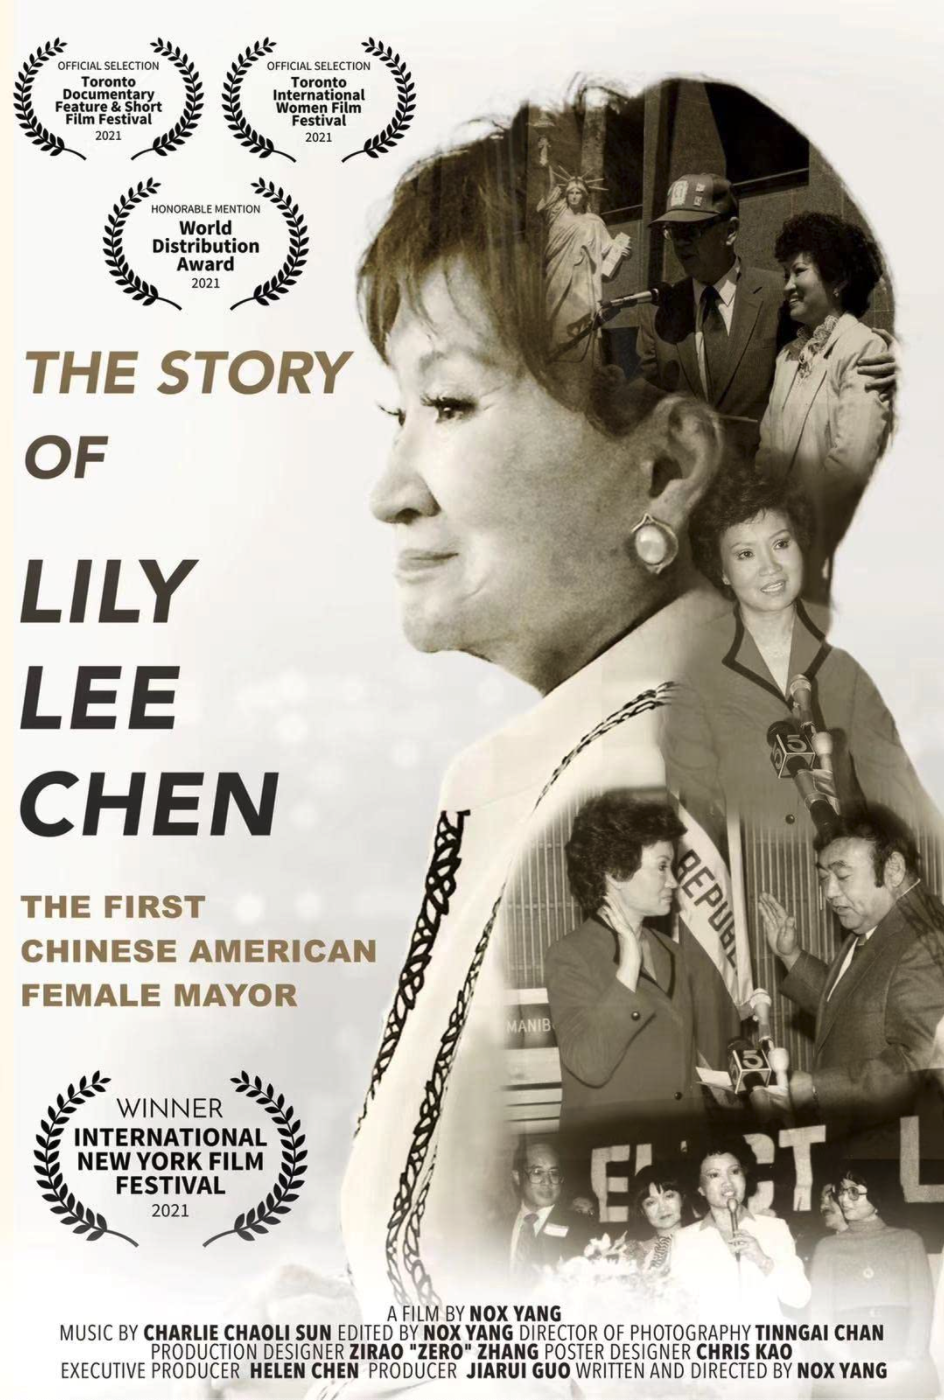 OFFICIAL SELECTION
Toronto
Documentary
Feature & Short
Film Festival
2021
OFFICIAL SELECTION
Toronto
International
Women Film
Festival
2021
HONORABLE MENTION
World
Distribution
Award
2021
THE STORY
OF
LILY
LEE
CHEN
THE FIRST
CHINESE AMERICAN
FEMALE MAYOR
5
REPUB
MANIB
5
WINNER
INTERNATIONAL
NEW YORK FILM
FESTIVAL
2021
A FILM BY NOX YANG
MUSIC BY CHARLIE CHAOLI SUN EDITED BY NOX YANG DIRECTOR OF PHOTOGRAPHY TINNGAI CHAN
PRODUCTION DESIGNER ZIRAO "ZERO" ZHANG POSTER DESIGNER CHRIS KAO
EXECUTIVE PRODUCER HELEN CHEN PRODUCER JIARUI GUO WRITTEN AND DIRECTED BY NOX YANG